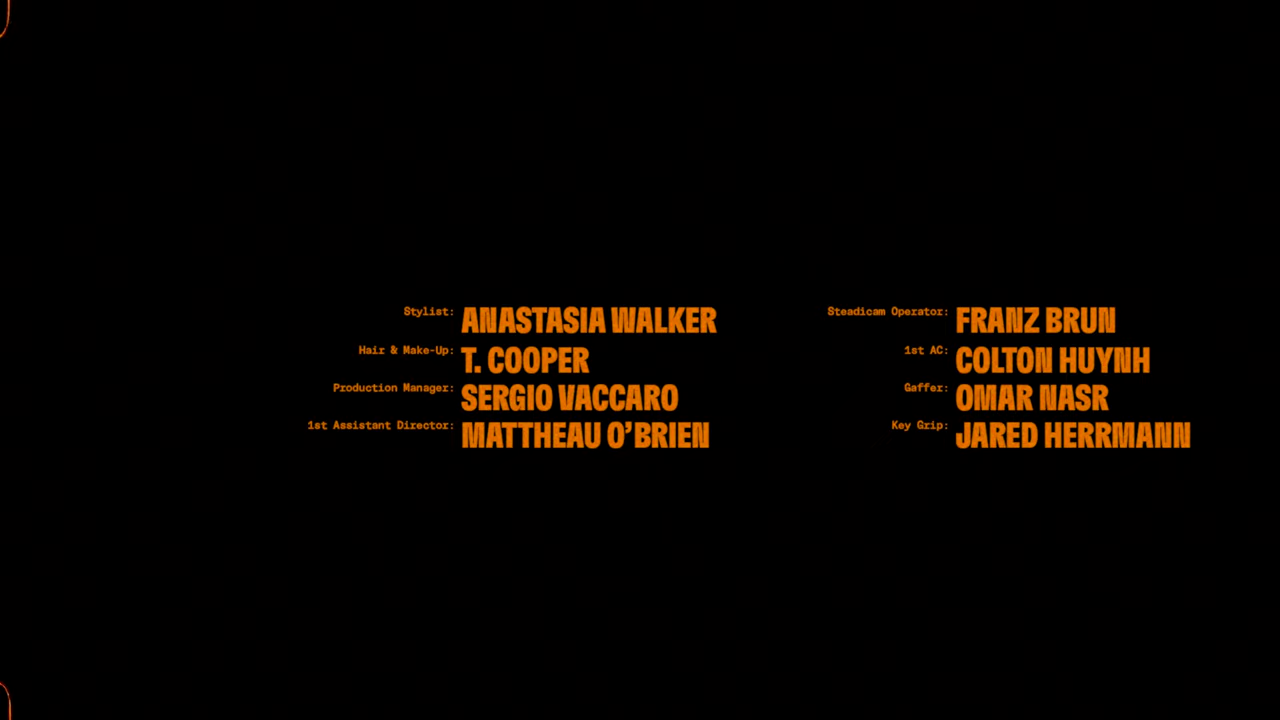 Stylist: ANASTASIA WALKER
Hair & Make-Up: T. COOPER
Production Manager: SERGIO VACCARO
1st Assistant Director: MATTHEAU O’BRIEN
Steadicam Operator: FRANZ BRUN
1st AC: COLTON HUYNH
Gaffer: OMAR NASR
Key Grip: JARED HERRMANN